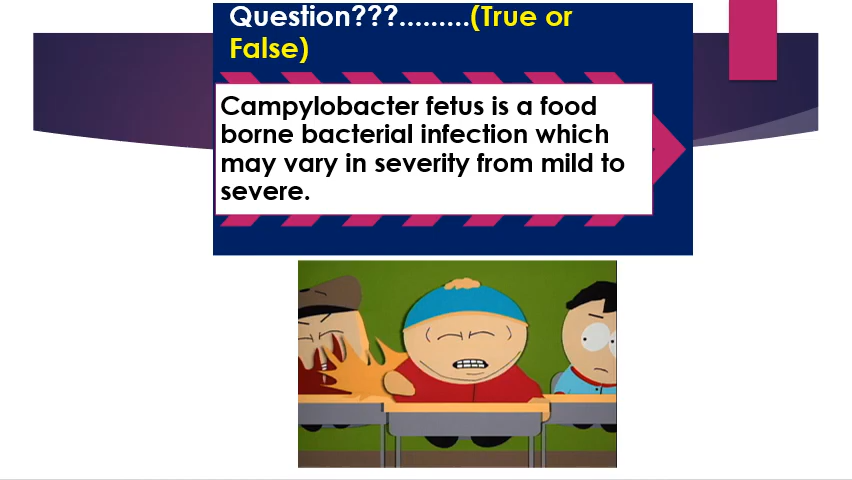 Question???.........(True or
False)
Campylobacter fetus is a food
borne bacterial infection which
may vary in severity from mild to
severe.